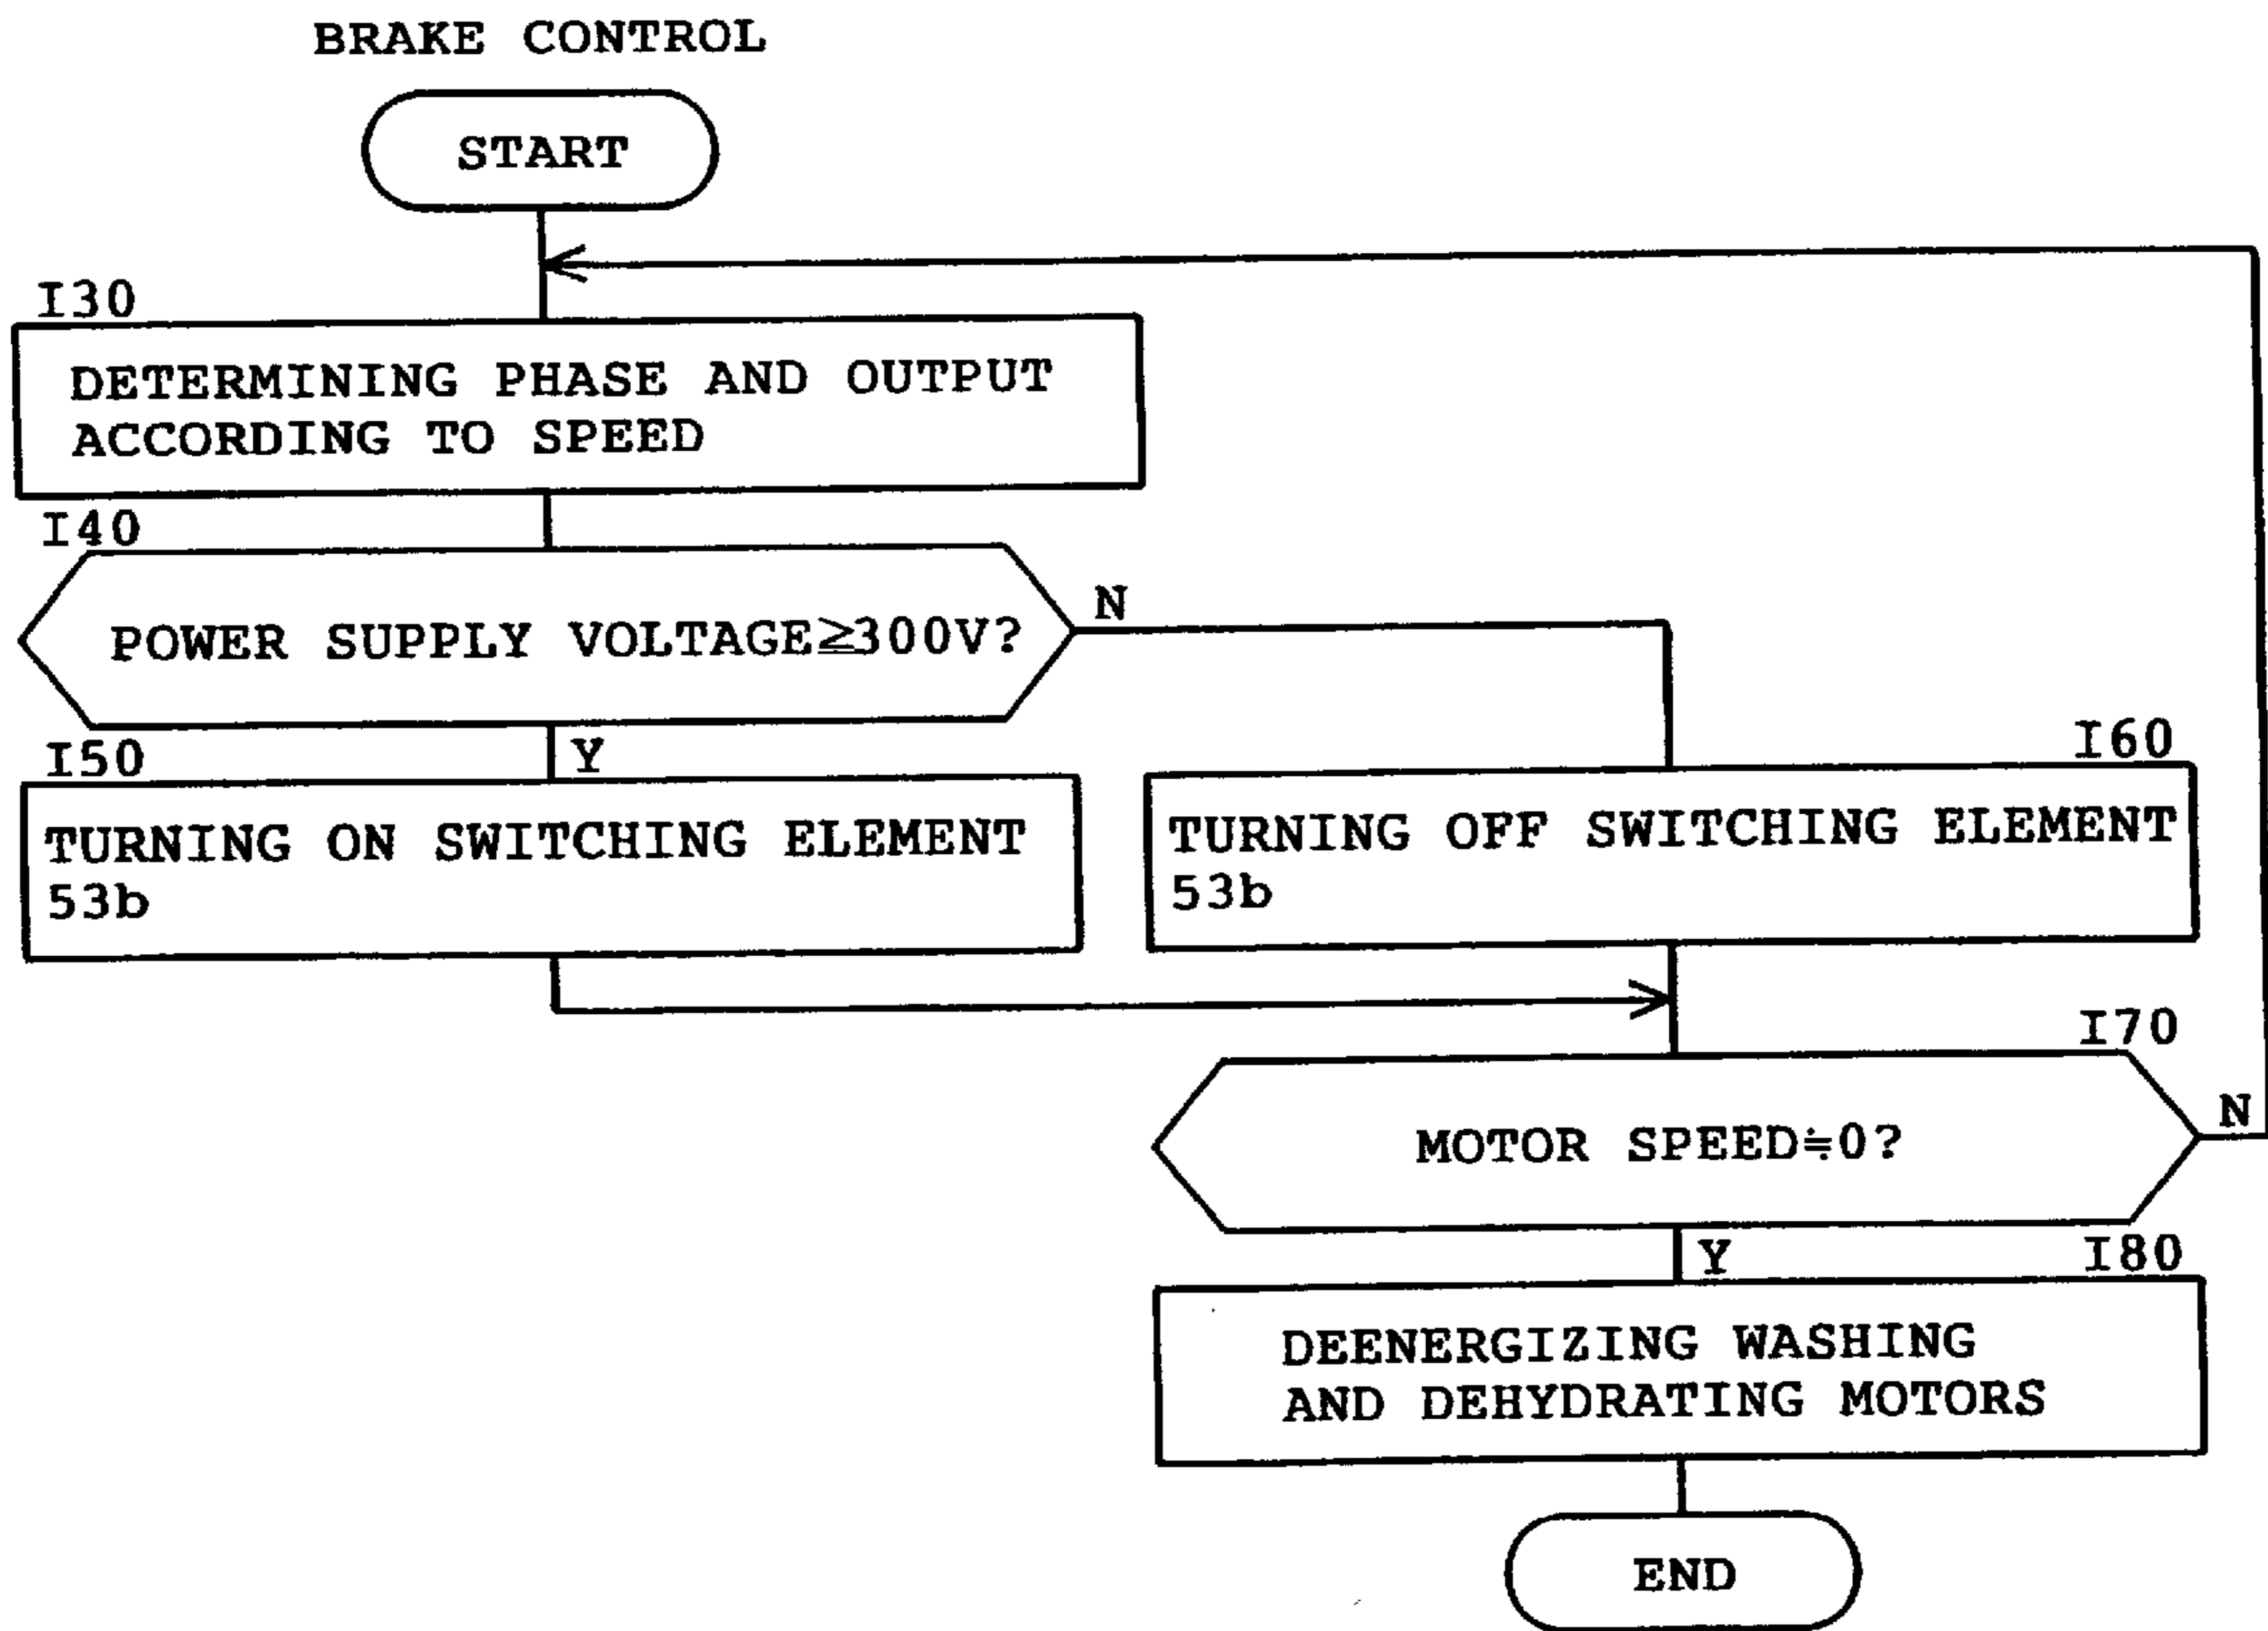 BRAKE CONTROL
START
I30
DETERMINING PHASE AND OUTPUT
ACCORDING TO SPEED
I40
POWER SUPPLY VOLTAGE≧300V?
N
Y
I50
TURNING ON SWITCHING ELEMENT
53b
I60
TURNING OFF SWITCHING ELEMENT
53b
I70
MOTOR SPEED≒0?
N
Y
I80
DEENERGIZING WASHING
AND DEHYDRATING MOTORS
END